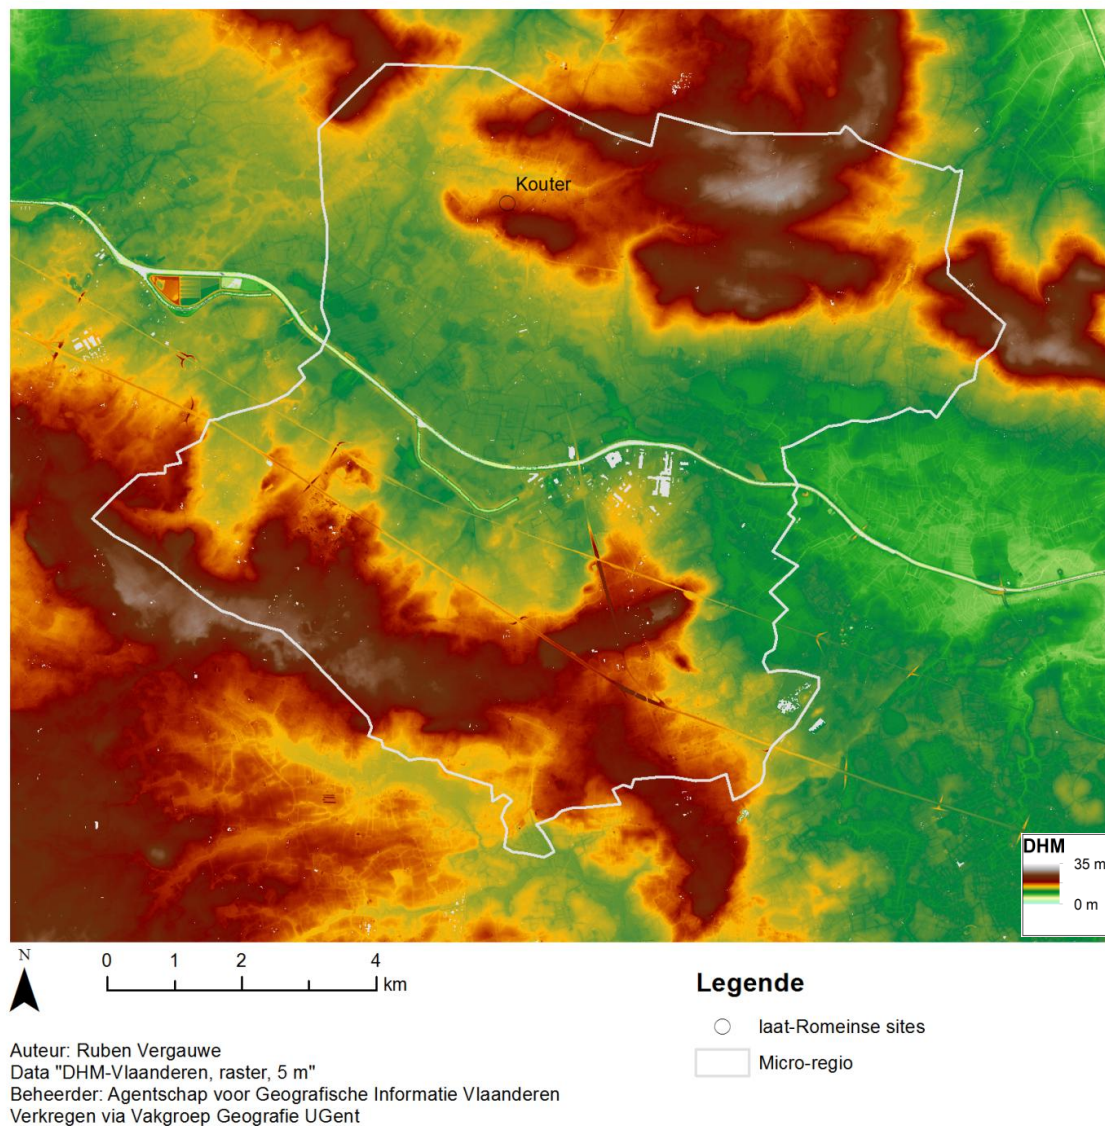 Kouter
DHM
35 m
0 m
N
0 1 2 4
km
Legende
laat-Romeinse sites
Micro-regio
Auteur: Ruben Vergauwe
Data "DHM-Vlaanderen, raster, 5 m"
Beheerder: Agentschap voor Geografische Informatie Vlaanderen
Verkregen via Vakgroep Geografie UGent